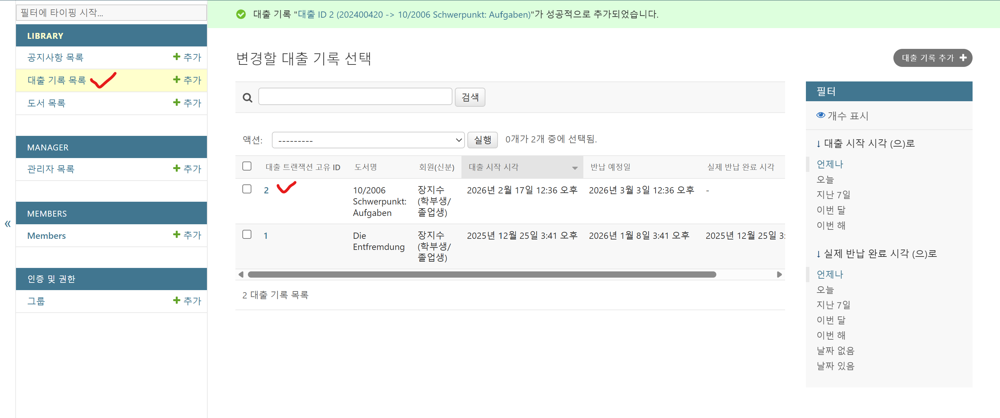 필터에 타이핑 시작...
LIBRARY
공지사항 목록 추가
대출 기록 목록 추가
도서 목록 추가
MANAGER
관리자 목록 추가
MEMBERS
Members 추가
인증 및 권한
그룹 추가
«
대출 기록 "대출 ID 2 (202400420 -> 10/2006 Schwerpunkt: Aufgaben)"가 성공적으로 추가되었습니다.
변경할 대출 기록 선택
대출 기록 추가
검색
액션: --------- 실행 0개가 2개 중에 선택됨.
대출 트랜잭션 고유 ID 도서명 회원(신분) 대출 시작 시각 반납 예정일 실제 반납 완료 시각
2 10/2006 Schwerpunkt: Aufgaben 장지수 (학부생/졸업생) 2026년 2월 17일 12:36 오후 2026년 3월 3일 12:36 오후 -
1 Die Entfremdung 장지수 (학부생/졸업생) 2025년 12월 25일 3:41 오후 2026년 1월 8일 3:41 오후 2025년 12월 25일 3:
2 대출 기록 목록
필터
개수 표시
↓ 대출 시작 시각 (으)로
언제나
오늘
지난 7일
이번 달
이번 해
↓ 실제 반납 완료 시각 (으)로
언제나
오늘
지난 7일
이번 달
이번 해
날짜 없음
날짜 있음